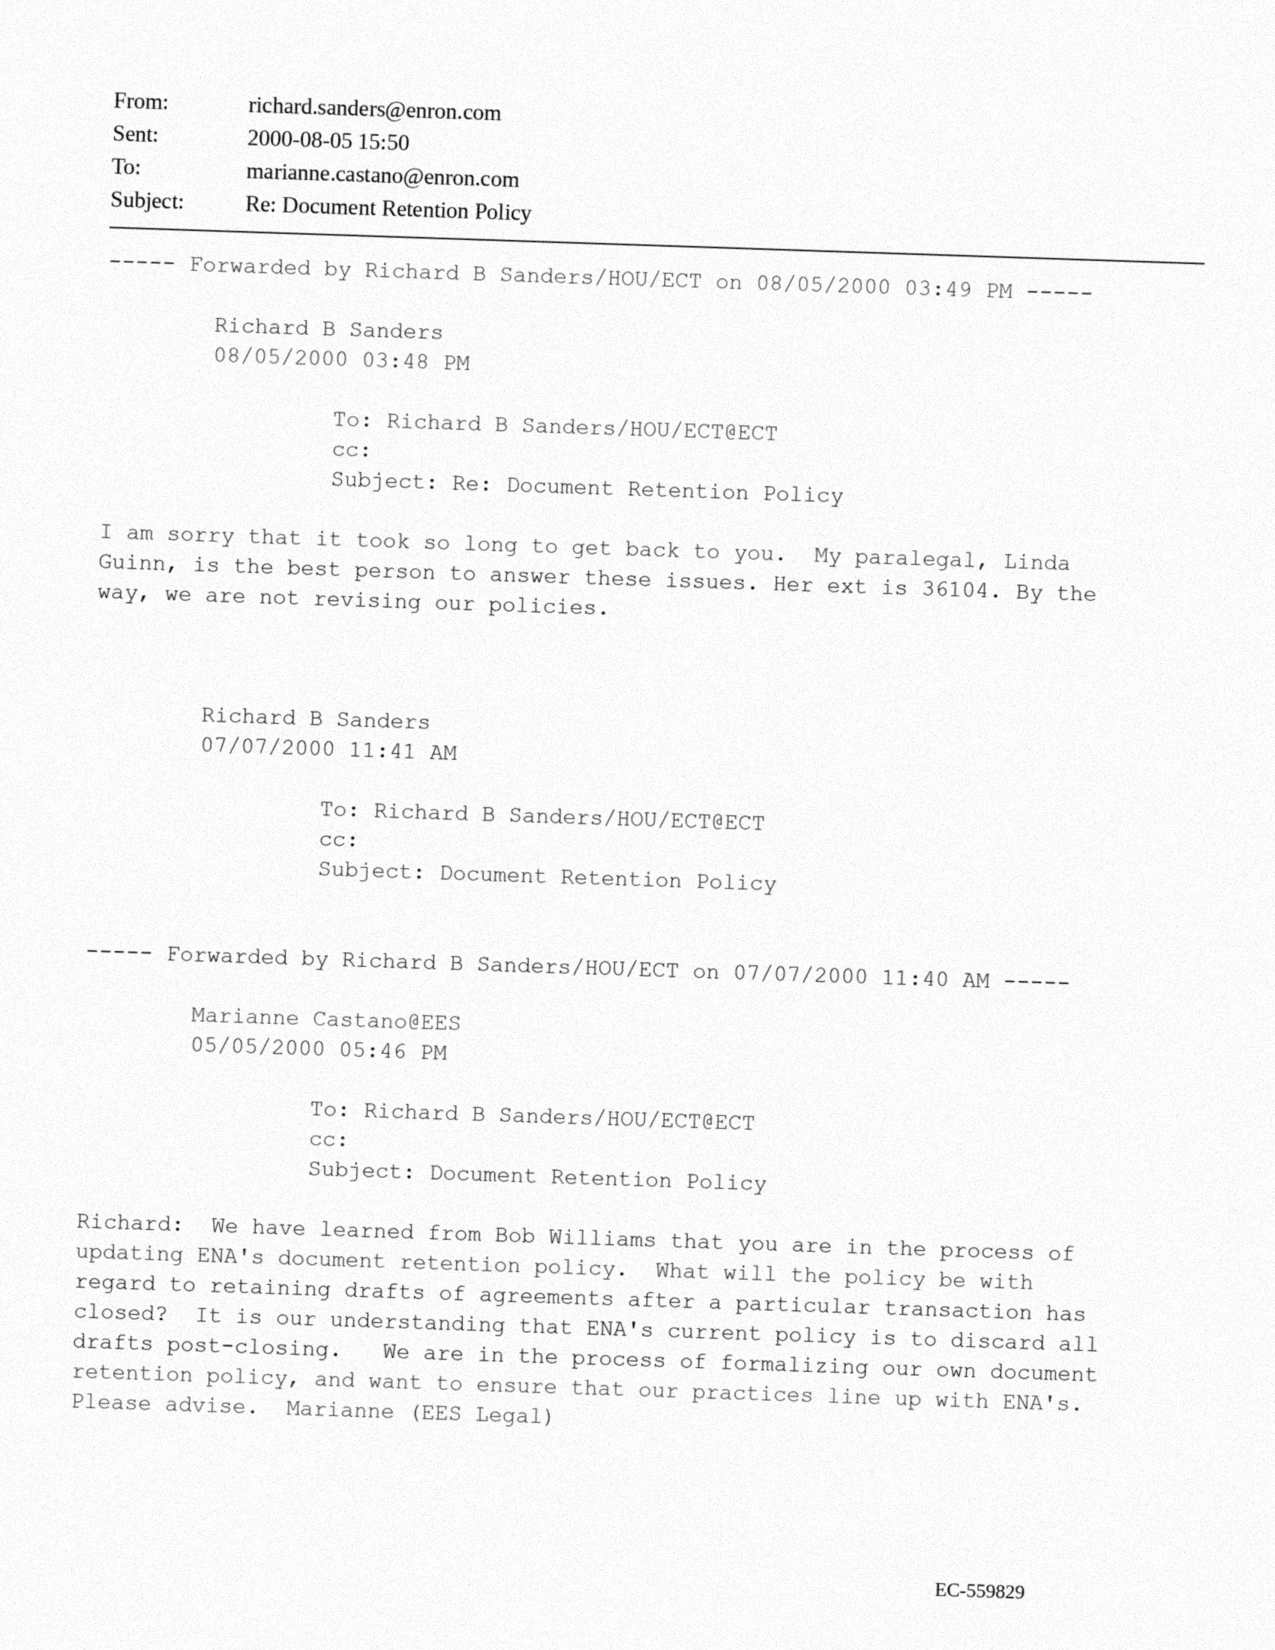 From: richard.sanders@enron.com
Sent: 2000-08-05 15:50
To: marianne.castano@enron.com
Subject: Re: Document Retention Policy
----- Forwarded by Richard B Sanders/HOU/ECT on 08/05/2000 03:49 PM -----
Richard B Sanders
08/05/2000 03:48 PM
To: Richard B Sanders/HOU/ECT@ECT
cc:
Subject: Re: Document Retention Policy
I am sorry that it took so long to get back to you.  My paralegal, Linda
Guinn, is the best person to answer these issues. Her ext is 36104. By the
way, we are not revising our policies.
Richard B Sanders
07/07/2000 11:41 AM
To: Richard B Sanders/HOU/ECT@ECT
cc:
Subject: Document Retention Policy
----- Forwarded by Richard B Sanders/HOU/ECT on 07/07/2000 11:40 AM -----
Marianne Castano@EES
05/05/2000 05:46 PM
To: Richard B Sanders/HOU/ECT@ECT
cc:
Subject: Document Retention Policy
Richard:  We have learned from Bob Williams that you are in the process of
updating ENA's document retention policy.  What will the policy be with
regard to retaining drafts of agreements after a particular transaction has
closed?  It is our understanding that ENA's current policy is to discard all
drafts post-closing.   We are in the process of formalizing our own document
retention policy, and want to ensure that our practices line up with ENA's.
Please advise.  Marianne (EES Legal)
EC-559829